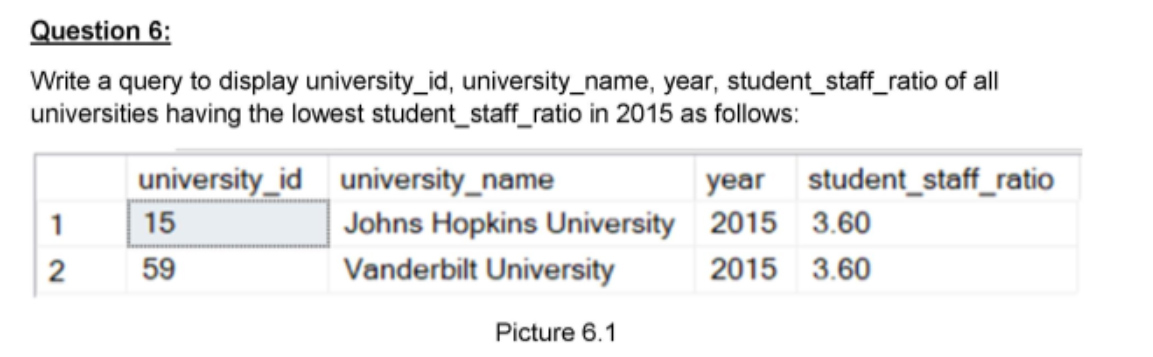 Question 6:
Write a query to display university_id, university_name, year, student_staff_ratio of all
universities having the lowest student_staff_ratio in 2015 as follows:
university_id university_name year student_staff_ratio
1 15 Johns Hopkins University 2015 3.60
2 59 Vanderbilt University 2015 3.60
Picture 6.1